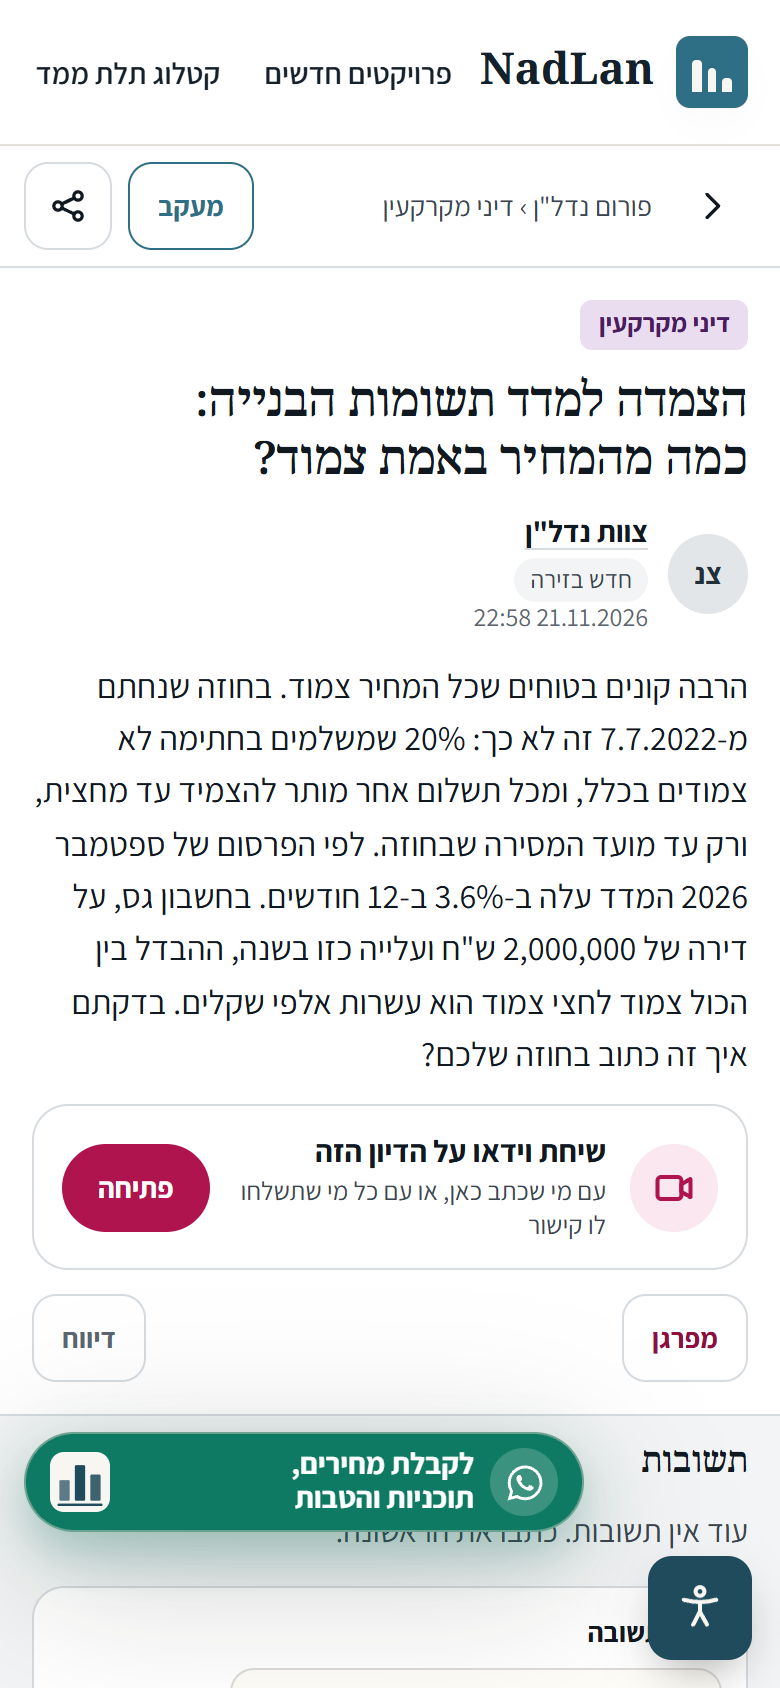 NadLan פרויקטים חדשים קטלוג תלת ממד
פורום נדל"ן › דיני מקרקעין מעקב
דיני מקרקעין
הצמדה למדד תשומות הבנייה:
כמה מהמחיר באמת צמוד?
צנ
צוות נדל"ן
חדש בזירה
22:58 21.11.2026
הרבה קונים בטוחים שכל המחיר צמוד. בחוזה שנחתם
מ-7.7.2022 זה לא כך: 20% שמשלמים בחתימה לא
צמודים בכלל, ומכל תשלום אחר מותר להצמיד עד מחצית,
ורק עד מועד המסירה שבחוזה. לפי הפרסום של ספטמבר
2026 המדד עלה ב-3.6% ב-12 חודשים. בחשבון גס, על
דירה של 2,000,000 ש"ח ועלייה כזו בשנה, ההבדל בין
הכול צמוד לחצי צמוד הוא עשרות אלפי שקלים. בדקתם
איך זה כתוב בחוזה שלכם?
שיחת וידאו על הדיון הזה
עם מי שכתב כאן, או עם כל מי שתשלחו
לו קישור
פתיחה
מפרגן דיווח
תשובות
לקבלת מחירים,
תוכניות והטבות
עוד אין תשובות.